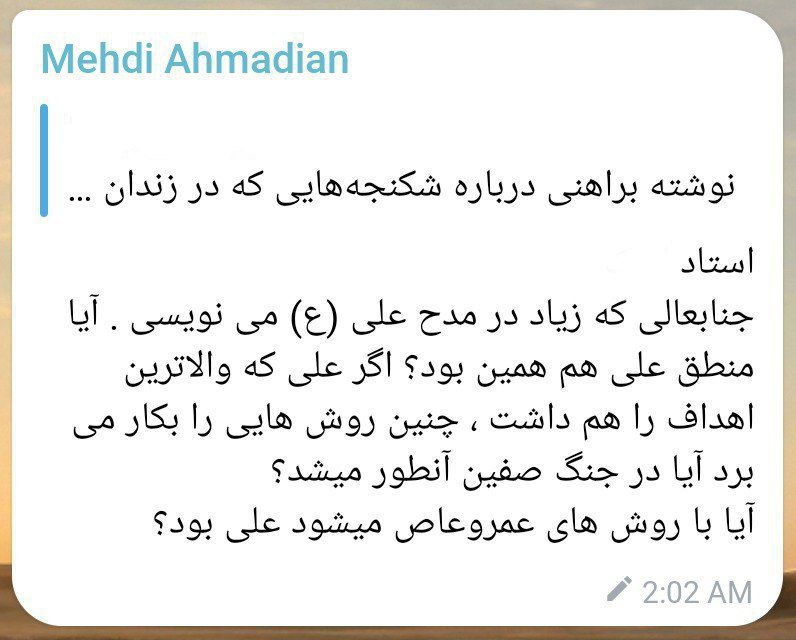 Mehdi Ahmadian
نوشته براهنی درباره شکنجه‌هایی که در زندان ...
استاد
جنابعالی که زیاد در مدح علی (ع) می نویسی . آیا
منطق علی هم همین بود؟ اگر علی که والاترین
اهداف را هم داشت ، چنین روش هایی را بکار می
برد آیا در جنگ صفین آنطور میشد؟
آیا با روش های عمروعاص میشود علی بود؟
2:02 AM